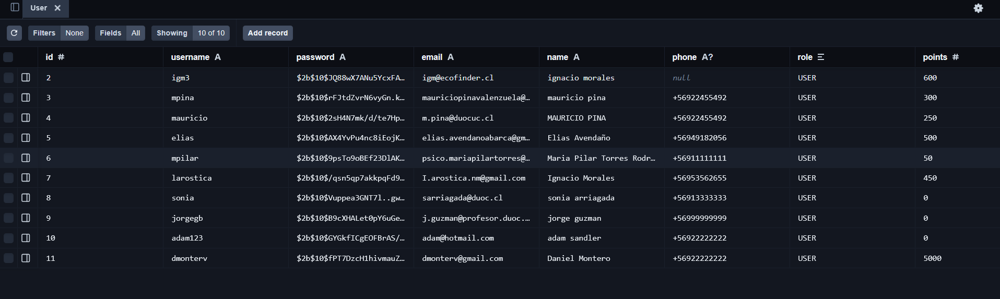 User
Filters None Fields All Showing 10 of 10 Add record
id # username A password A email A name A phone A? role points #
2 igm3 $2b$10$JQ88wX7ANu5YcxFA… igm@ecofinder.cl ignacio morales null USER 600
3 mpina $2b$10$rFJtdZvrN6vyGn.k… mauriciopinavalenzuela@… mauricio pina +56922455492 USER 300
4 mauricio $2b$10$2sH4N7mk/d/te7Hp… m.pina@duocuc.cl MAURICIO PINA +56922455492 USER 250
5 elias $2b$10$AX4YvPu4nc8iEojK… elias.avendanoabarca@gm… Elias Avendaño +56949182056 USER 500
6 mpilar $2b$10$9psTo9oBEf23DlAK… psico.mariapilartorres@… Maria Pilar Torres Rodr… +56911111111 USER 50
7 larostica $2b$10$/qsn5qp7akkpqFd9… I.arostica.nm@gmail.com Ignacio Morales +56953562655 USER 450
8 sonia $2b$10$Vuppea3GNT7l..gw… sarriagada@duoc.cl sonia arriagada +56913333333 USER 0
9 jorgegb $2b$10$B9cXHALet0pY6uGe… j.guzman@profesor.duoc.… jorge guzman +56999999999 USER 0
10 adam123 $2b$10$GYGkfICgEOFBrAS/… adam@hotmail.com adam sandler +56922222222 USER 0
11 dmonterv $2b$10$fPT7DzcH1hivmauZ… dmonterv@gmail.com Daniel Montero +56922222222 USER 5000